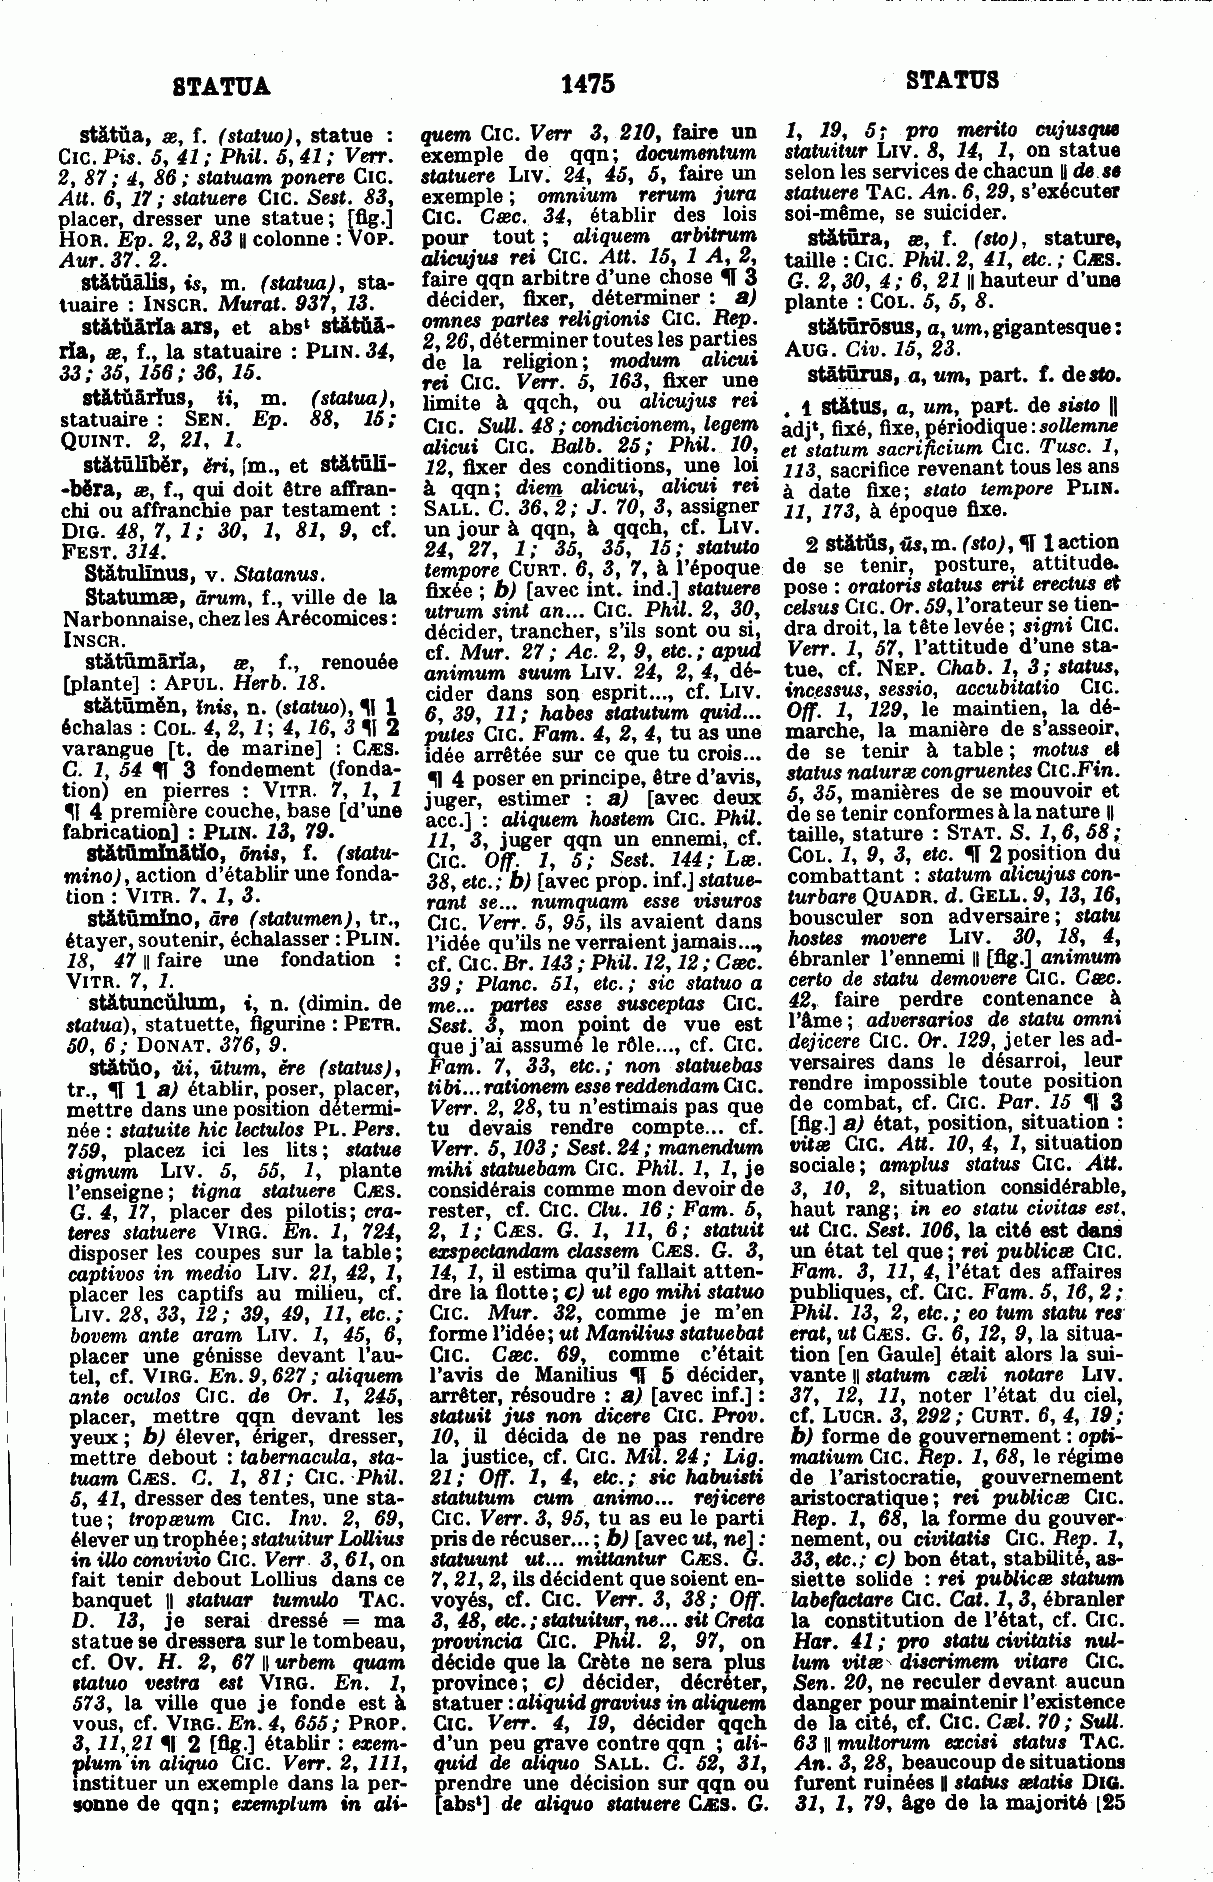 STATUA
1475
STATUS
stătŭa, æ, f. (statuo), statue :
CIC. Pis. 5, 41 ; Phil. 5, 41 ; Verr.
2, 87 ; 4, 86 ; statuam ponere CIC.
Att. 6, 17 ; statuere CIC. Sest. 83,
placer, dresser une statue ; [fig.]
HOR. Ep. 2, 2, 83 || colonne : VOP.
Aur. 37. 2.
stătŭālis, is, m. (statua), sta-
tuaire : INSCR. Murat. 937, 13.
stătŭārĭa ars, et absᵗ stătŭā-
rĭa, æ, f., la statuaire : PLIN. 34,
33 ; 35, 156 ; 36, 15.
stătŭārĭus, ĭi, m. (statua),
statuaire : SEN. Ep. 88, 15 ;
QUINT. 2, 21, 1.
stătūlībĕr, ĕri, m., et stătūlī-
-bĕra, æ, f., qui doit être affran-
chi ou affranchie par testament :
DIG. 48, 7, 1 ; 30, 1, 81, 9, cf.
FEST. 314.
Stătulīnus, v. Statanus.
Statumæ, ārum, f., ville de la
Narbonnaise, chez les Arécomices :
INSCR.
stătūmārĭa, æ, f., renouée
[plante] : APUL. Herb. 18.
stătūmĕn, ĭnis, n. (statuo), ¶ 1
échalas : COL. 4, 2, 1 ; 4, 16, 3 ¶ 2
varangue [t. de marine] : CÆS.
C. 1, 54 ¶ 3 fondement (fonda-
tion) en pierres : VITR. 7, 1, 1
¶ 4 première couche, base [d'une
fabrication] : PLIN. 13, 79.
stătūmĭnātĭo, ōnis, f. (statu-
mino), action d'établir une fonda-
tion : VITR. 7. 1, 3.
stătūmĭno, āre (statumen), tr.,
étayer, soutenir, échalasser : PLIN.
18, 47 || faire une fondation :
VITR. 7, 1.
stătuncŭlum, i, n. (dimin. de
statua), statuette, figurine : PETR.
50, 6 ; DONAT. 376, 9.
stătŭo, ŭi, ūtum, ĕre (status),
tr., ¶ 1 a) établir, poser, placer,
mettre dans une position détermi-
née : statuite hic lectulos PL. Pers.
759, placez ici les lits ; statue
signum LIV. 5, 55, 1, plante
l'enseigne ; tigna statuere CÆS.
G. 4, 17, placer des pilotis ; cra-
teres statuere VIRG. En. 1, 724,
disposer les coupes sur la table ;
captivos in medio LIV. 21, 42, 1,
placer les captifs au milieu, cf.
LIV. 28, 33, 12 ; 39, 49, 11, etc. ;
bovem ante aram LIV. 1, 45, 6,
placer une génisse devant l'au-
tel, cf. VIRG. En. 9, 627 ; aliquem
ante oculos CIC. de Or. 1, 245,
placer, mettre qqn devant les
yeux ; b) élever, ériger, dresser,
mettre debout : tabernacula, sta-
tuam CÆS. C. 1, 81 ; CIC. Phil.
5, 41, dresser des tentes, une sta-
tue ; tropæum CIC. Inv. 2, 69,
élever un trophée ; statuitur Lollius
in illo convivio CIC. Verr. 3, 61, on
fait tenir debout Lollius dans ce
banquet || statuar tumulo TAC.
D. 13, je serai dressé = ma
statue se dressera sur le tombeau,
cf. OV. H. 2, 67 || urbem quam
statuo vestra est VIRG. En. 1,
573, la ville que je fonde est à
vous, cf. VIRG. En. 4, 655 ; PROP.
3, 11, 21 ¶ 2 [fig.] établir : exem-
plum in aliquo CIC. Verr. 2, 111,
instituer un exemple dans la per-
sonne de qqn ; exemplum in ali-
quem CIC. Verr 3, 210, faire un
exemple de qqn ; documentum
statuere LIV. 24, 45, 5, faire un
exemple ; omnium rerum jura
CIC. Cæc. 34, établir des lois
pour tout ; aliquem arbitrum
alicujus rei CIC. Att. 15, 1 A, 2,
faire qqn arbitre d'une chose ¶ 3
décider, fixer, déterminer : a)
omnes partes religionis CIC. Rep.
2, 26, déterminer toutes les parties
de la religion ; modum alicui
rei CIC. Verr. 5, 163, fixer une
limite à qqch, ou alicujus rei
CIC. Sull. 48 ; condicionem, legem
alicui CIC. Balb. 25 ; Phil. 10,
12, fixer des conditions, une loi
à qqn ; diem alicui, alicui rei
SALL. C. 36, 2 ; J. 70, 3, assigner
un jour à qqn, à qqch, cf. LIV.
24, 27, 1 ; 35, 35, 15 ; statuto
tempore CURT. 6, 3, 7, à l'époque
fixée ; b) [avec int. ind.] statuere
utrum sint an... CIC. Phil. 2, 30,
décider, trancher, s'ils sont ou si,
cf. Mur. 27 ; Ac. 2, 9, etc. ; apud
animum suum LIV. 24, 2, 4, dé-
cider dans son esprit..., cf. LIV.
6, 39, 11 ; habes statutum quid...
putes CIC. Fam. 4, 2, 4, tu as une
idée arrêtée sur ce que tu crois...
¶ 4 poser en principe, être d'avis,
juger, estimer : a) [avec deux
acc.] : aliquem hostem CIC. Phil.
11, 3, juger qqn un ennemi, cf.
CIC. Off. 1, 5 ; Sest. 144 ; Læ.
38, etc. ; b) [avec prop. inf.] statue-
rant se... numquam esse visuros
CIC. Verr. 5, 95, ils avaient dans
l'idée qu'ils ne verraient jamais...,
cf. CIC. Br. 143 ; Phil. 12, 12 ; Cæc.
39 ; Planc. 51, etc. ; sic statuo a
me... partes esse susceptas CIC.
Sest. 3, mon point de vue est
que j'ai assumé le rôle..., cf. CIC.
Fam. 7, 33, etc. ; non statuebas
tibi... rationem esse reddendam CIC.
Verr. 2, 28, tu n'estimais pas que
tu devais rendre compte... cf.
Verr. 5, 103 ; Sest. 24 ; manendum
mihi statuebam CIC. Phil. 1, 1, je
considérais comme mon devoir de
rester, cf. CIC. Clu. 16 ; Fam. 5,
2, 1 ; CÆS. G. 1, 11, 6 ; statuit
exspectandam classem CÆS. G. 3,
14, 1, il estima qu'il fallait atten-
dre la flotte ; c) ut ego mihi statuo
CIC. Mur. 32, comme je m'en
forme l'idée ; ut Manilius statuebat
CIC. Cæc. 69, comme c'était
l'avis de Manilius ¶ 5 décider,
arrêter, résoudre : a) [avec inf.] :
statuit jus non dicere CIC. Prov.
10, il décida de ne pas rendre
la justice, cf. CIC. Mil. 24 ; Lig.
21 ; Off. 1, 4, etc. ; sic habuisti
statutum cum animo... rejicere
CIC. Verr. 3, 95, tu as eu le parti
pris de récuser... ; b) [avec ut, ne] :
statuunt ut... mittantur CÆS. G.
7, 21, 2, ils décident que soient en-
voyés, cf. CIC. Verr. 3, 38 ; Off.
3, 48, etc. ; statuitur, ne... sit Creta
provincia CIC. Phil. 2, 97, on
décide que la Crète ne sera plus
province ; c) décider, décréter,
statuer : aliquid gravius in aliquem
CIC. Verr. 4, 19, décider qqch
d'un peu grave contre qqn ; ali-
quid de aliquo SALL. C. 52, 31,
prendre une décision sur qqn ou
[absᵗ] de aliquo statuere CÆS. G.
1, 19, 5 ; pro merito cujusque
statuitur LIV. 8, 14, 1, on statue
selon les services de chacun || de se
statuere TAC. An. 6, 29, s'exécuter
soi-même, se suicider.
stătūra, æ, f. (sto), stature,
taille : CIC. Phil. 2, 41, etc. ; CÆS.
G. 2, 30, 4 ; 6, 21 || hauteur d'une
plante : COL. 5, 5, 8.
stătūrōsus, a, um, gigantesque :
AUG. Civ. 15, 23.
stātūrus, a, um, part. f. de sto.
1 stătus, a, um, part. de sisto ||
adjᵗ, fixé, fixe, périodique : sollemne
et statum sacrificium CIC. Tusc. 1,
113, sacrifice revenant tous les ans
à date fixe ; stato tempore PLIN.
11, 173, à époque fixe.
2 stătŭs, ūs, m. (sto), ¶ 1 action
de se tenir, posture, attitude.
pose : oratoris status erit erectus et
celsus CIC. Or. 59, l'orateur se tien-
dra droit, la tête levée ; signi CIC.
Verr. 1, 57, l'attitude d'une sta-
tue, cf. NEP. Chab. 1, 3 ; status,
incessus, sessio, accubitatio CIC.
Off. 1, 129, le maintien, la dé-
marche, la manière de s'asseoir,
de se tenir à table ; motus et
status naturæ congruentes CIC. Fin.
5, 35, manières de se mouvoir et
de se tenir conformes à la nature ||
taille, stature : STAT. S. 1, 6, 58 ;
COL. 1, 9, 3, etc. ¶ 2 position du
combattant : statum alicujus con-
turbare QUADR. d. GELL. 9, 13, 16,
bousculer son adversaire ; statu
hostes movere LIV. 30, 18, 4,
ébranler l'ennemi || [fig.] animum
certo de statu demovere CIC. Cæc.
42, faire perdre contenance à
l'âme ; adversarios de statu omni
dejicere CIC. Or. 129, jeter les ad-
versaires dans le désarroi, leur
rendre impossible toute position
de combat, cf. CIC. Par. 15 ¶ 3
[fig.] a) état, position, situation :
vitæ CIC. Att. 10, 4, 1, situation
sociale ; amplus status CIC. Att.
3, 10, 2, situation considérable,
haut rang ; in eo statu civitas est,
ut CIC. Sest. 106, la cité est dans
un état tel que ; rei publicæ CIC.
Fam. 3, 11, 4, l'état des affaires
publiques, cf. CIC. Fam. 5, 16, 2 ;
Phil. 13, 2, etc. ; eo tum statu res
erat, ut CÆS. G. 6, 12, 9, la situa-
tion [en Gaule] était alors la sui-
vante || statum cæli notare LIV.
37, 12, 11, noter l'état du ciel,
cf. LUCR. 3, 292 ; CURT. 6, 4, 19 ;
b) forme de gouvernement : opti-
matium CIC. Rep. 1, 68, le régime
de l'aristocratie, gouvernement
aristocratique ; rei publicæ CIC.
Rep. 1, 68, la forme du gouver-
nement, ou civitatis CIC. Rep. 1,
33, etc. ; c) bon état, stabilité, as-
siette solide : rei publicæ statum
labefactare CIC. Cat. 1, 3, ébranler
la constitution de l'état, cf. CIC.
Har. 41 ; pro statu civitatis nul-
lum vitæ discrimem vitare CIC.
Sen. 20, ne reculer devant aucun
danger pour maintenir l'existence
de la cité, cf. CIC. Cæl. 70 ; Sull.
63 || multorum excisi status TAC.
An. 3, 28, beaucoup de situations
furent ruinées || status ætatis DIG.
31, 1, 79, âge de la majorité [25